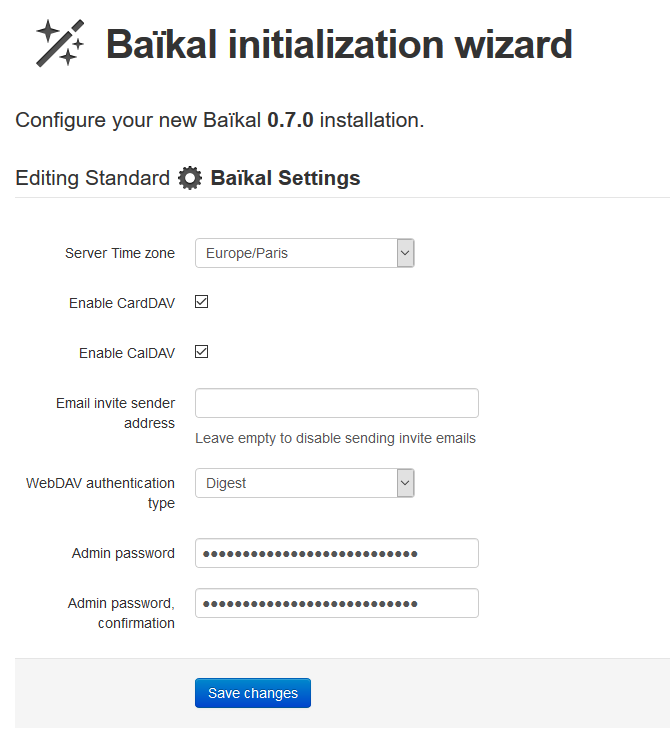 Baïkal initialization wizard
Configure your new Baïkal 0.7.0 installation.
Editing Standard Baïkal Settings
Server Time zone Europe/Paris
Enable CardDAV
Enable CalDAV
Email invite sender
address
Leave empty to disable sending invite emails
WebDAV authentication
type
Digest
Admin password
Admin password,
confirmation
Save changes